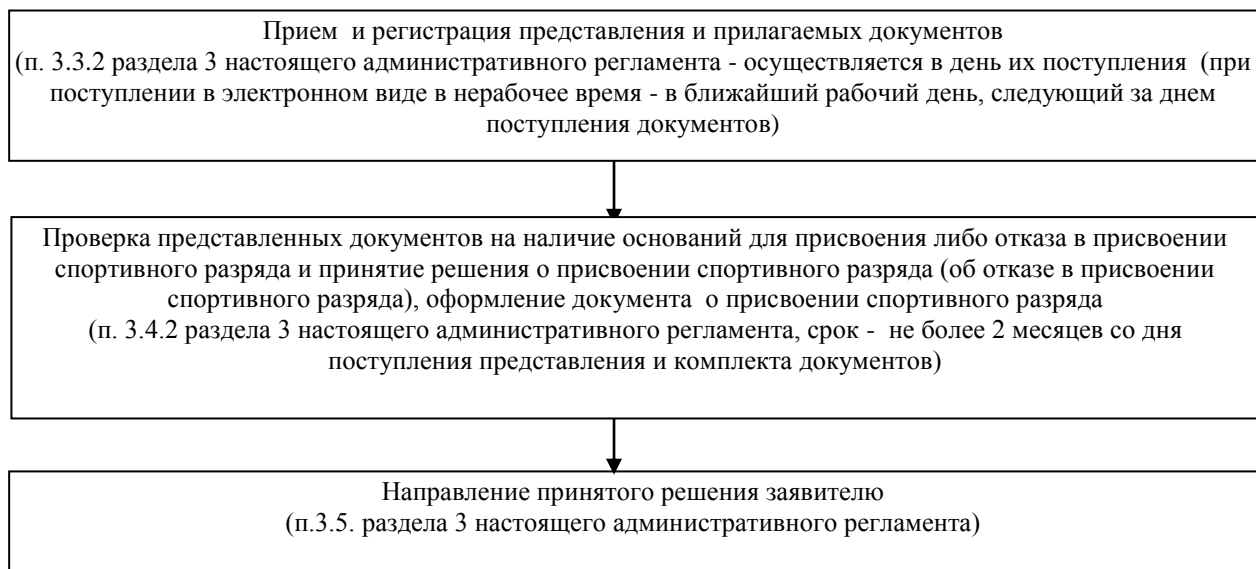 Прием  и регистрация представления и прилагаемых документов
(п. 3.3.2 раздела 3 настоящего административного регламента - осуществляется в день их поступления  (при
поступлении в электронном виде в нерабочее время - в ближайший рабочий день, следующий за днем
поступления документов)
Проверка представленных документов на наличие оснований для присвоения либо отказа в присвоении
спортивного разряда и принятие решения о присвоении спортивного разряда (об отказе в присвоении
спортивного разряда), оформление документа  о присвоении спортивного разряда
(п. 3.4.2 раздела 3 настоящего административного регламента, срок -  не более 2 месяцев со дня
поступления представления и комплекта документов)
Направление принятого решения заявителю
(п.3.5. раздела 3 настоящего административного регламента)